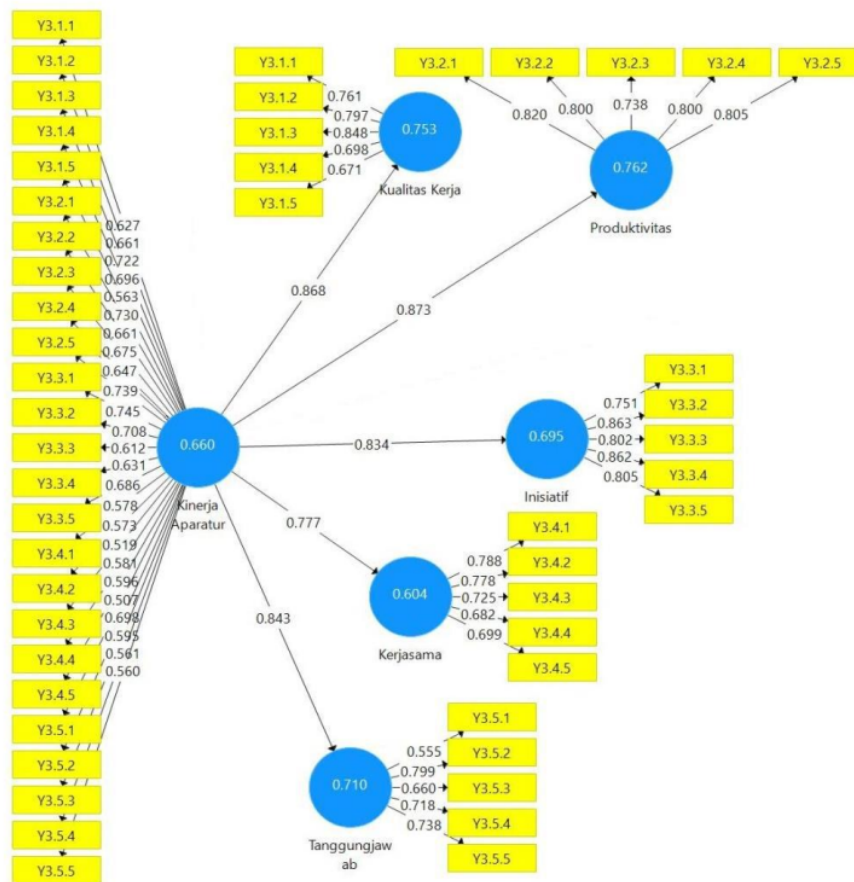 Y3.1.1
Y3.1.2
Y3.1.3
Y3.1.4
Y3.1.5
Y3.2.1
Y3.2.2
Y3.2.3
Y3.2.4
Y3.2.5
Y3.3.1
Y3.3.2
Y3.3.3
Y3.3.4
Y3.3.5
Y3.4.1
Y3.4.2
Y3.4.3
Y3.4.4
Y3.4.5
Y3.5.1
Y3.5.2
Y3.5.3
Y3.5.4
Y3.5.5
0.627
0.661
0.722
0.696
0.563
0.730
0.661
0.675
0.647
0.739
0.745
0.708
0.612
0.631
0.686
0.578
0.573
0.519
0.581
0.596
0.507
0.698
0.595
0.561
0.560
0.660
Kinerja
Aparatur
0.868
0.873
0.834
0.777
0.843
Y3.1.1
Y3.1.2
Y3.1.3
Y3.1.4
Y3.1.5
0.761
0.797
0.848
0.698
0.671
0.753
Kualitas Kerja
Y3.2.1
Y3.2.2
Y3.2.3
Y3.2.4
Y3.2.5
0.820
0.800
0.738
0.800
0.805
0.762
Produktivitas
0.695
Inisiatif
0.751
0.863
0.802
0.862
0.805
Y3.3.1
Y3.3.2
Y3.3.3
Y3.3.4
Y3.3.5
0.604
Kerjasama
0.788
0.778
0.725
0.682
0.699
Y3.4.1
Y3.4.2
Y3.4.3
Y3.4.4
Y3.4.5
0.710
Tanggungjaw
ab
0.555
0.799
0.660
0.718
0.738
Y3.5.1
Y3.5.2
Y3.5.3
Y3.5.4
Y3.5.5